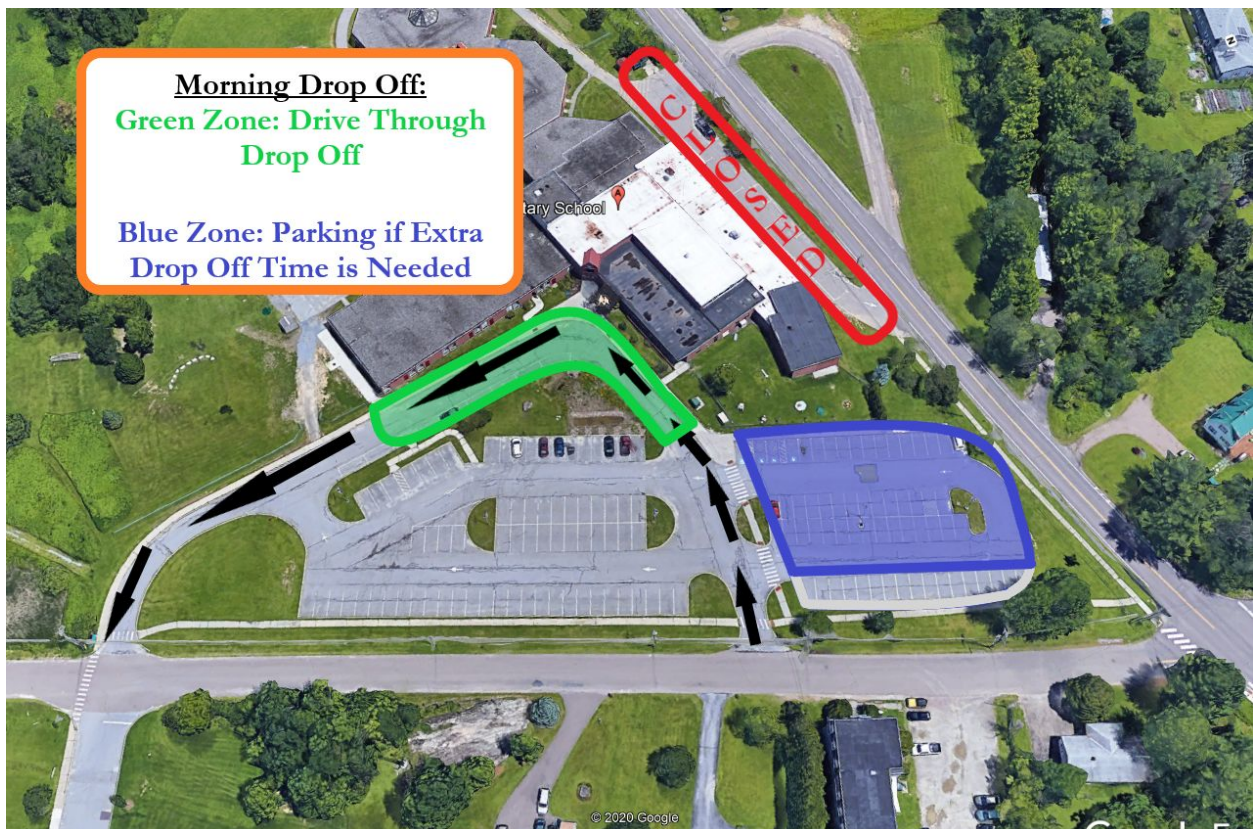 Morning Drop Off:
Green Zone: Drive Through
Drop Off
Blue Zone: Parking if Extra
Drop Off Time is Needed
CLOSED
A
tary School
N
© 2020 Google